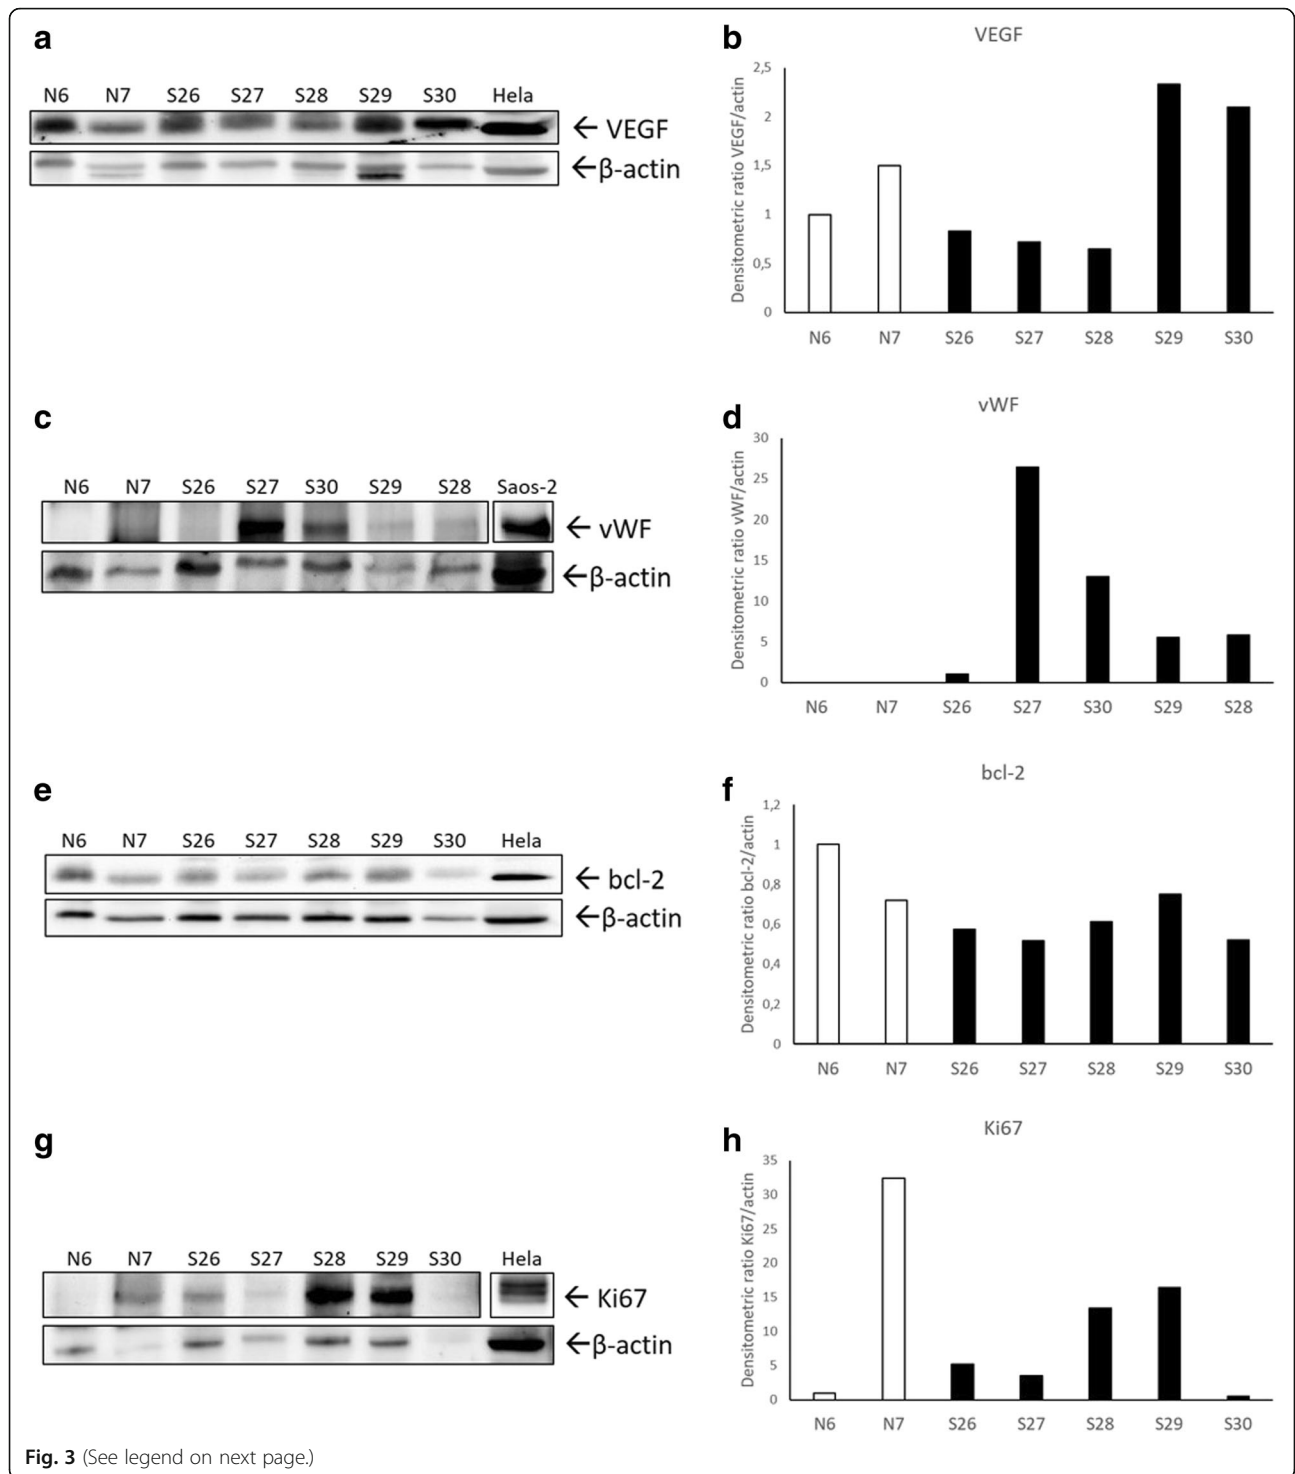 a
N6 N7 S26 S27 S28 S29 S30 Hela
← VEGF
←β-actin
b
VEGF
Densitometric ratio VEGF/actin
2,5
2
1,5
1
0,5
0
N6 N7 S26 S27 S28 S29 S30
c
N6 N7 S26 S27 S30 S29 S28 Saos-2
← vWF
←β-actin
d
vWF
Densitometric ratio vWF/actin
30
25
20
15
10
5
0
N6 N7 S26 S27 S30 S29 S28
e
N6 N7 S26 S27 S28 S29 S30 Hela
← bcl-2
←β-actin
f
bcl-2
Densitometric ratio bcl-2/actin
1,2
1
0,8
0,6
0,4
0,2
0
N6 N7 S26 S27 S28 S29 S30
g
N6 N7 S26 S27 S28 S29 S30 Hela
← Ki67
←β-actin
h
Ki67
Densitometric ratio Ki67/actin
35
30
25
20
15
10
5
0
N6 N7 S26 S27 S28 S29 S30
Fig. 3 (See legend on next page.)